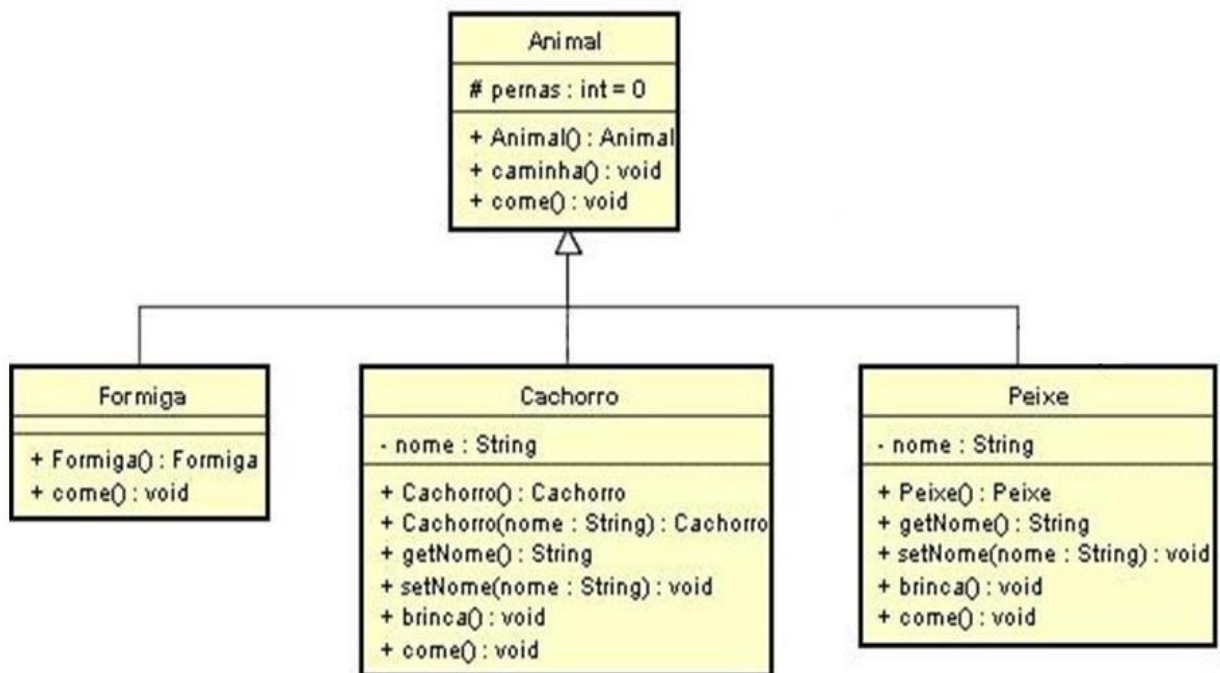 Animal
# pernas : int = 0
+ Animal() : Animal
+ caminha() : void
+ come() : void
Formiga
+ Formiga() : Formiga
+ come() : void
Cachorro
- nome : String
+ Cachorro() : Cachorro
+ Cachorro(nome : String) : Cachorro
+ getNome() : String
+ setNome(nome : String) : void
+ brinca() : void
+ come() : void
Peixe
- nome : String
+ Peixe() : Peixe
+ getNome() : String
+ setNome(nome : String) : void
+ brinca() : void
+ come() : void